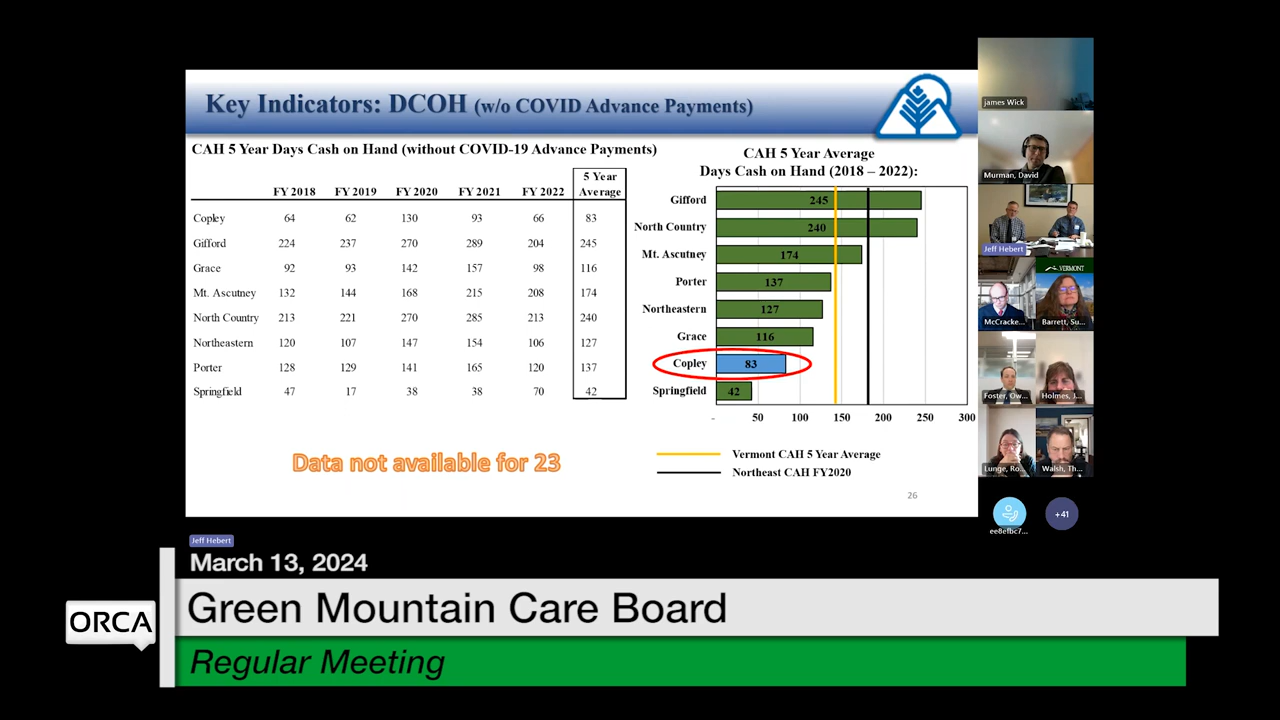 Key Indicators: DCOH (w/o COVID Advance Payments)
CAH 5 Year Days Cash on Hand (without COVID-19 Advance Payments)
FY 2018 FY 2019 FY 2020 FY 2021 FY 2022 5 Year Average
Copley 64 62 130 93 66 83
Gifford 224 237 270 289 204 245
Grace 92 93 142 157 98 116
Mt. Ascutney 132 144 168 215 208 174
North Country 213 221 270 285 213 240
Northeastern 120 107 147 154 106 127
Porter 128 129 141 165 120 137
Springfield 47 17 38 38 70 42
Data not available for 23
CAH 5 Year Average
Days Cash on Hand (2018 – 2022):
Gifford 245
North Country 240
Mt. Ascutney 174
Porter 137
Northeastern 127
Grace 116
Copley 83
Springfield 42
- 50 100 150 200 250 300
Vermont CAH 5 Year Average
Northeast CAH FY2020
26
james Wick
Murman, David
Jeff Hebert
VERMONT
McCracke... Barrett, Su...
Foster, Ow... Holmes, J...
Lunge, Ro... Walsh, Th...
+41
ee8efbc7...
Jeff Hebert
March 13, 2024
ORCA
Green Mountain Care Board
Regular Meeting